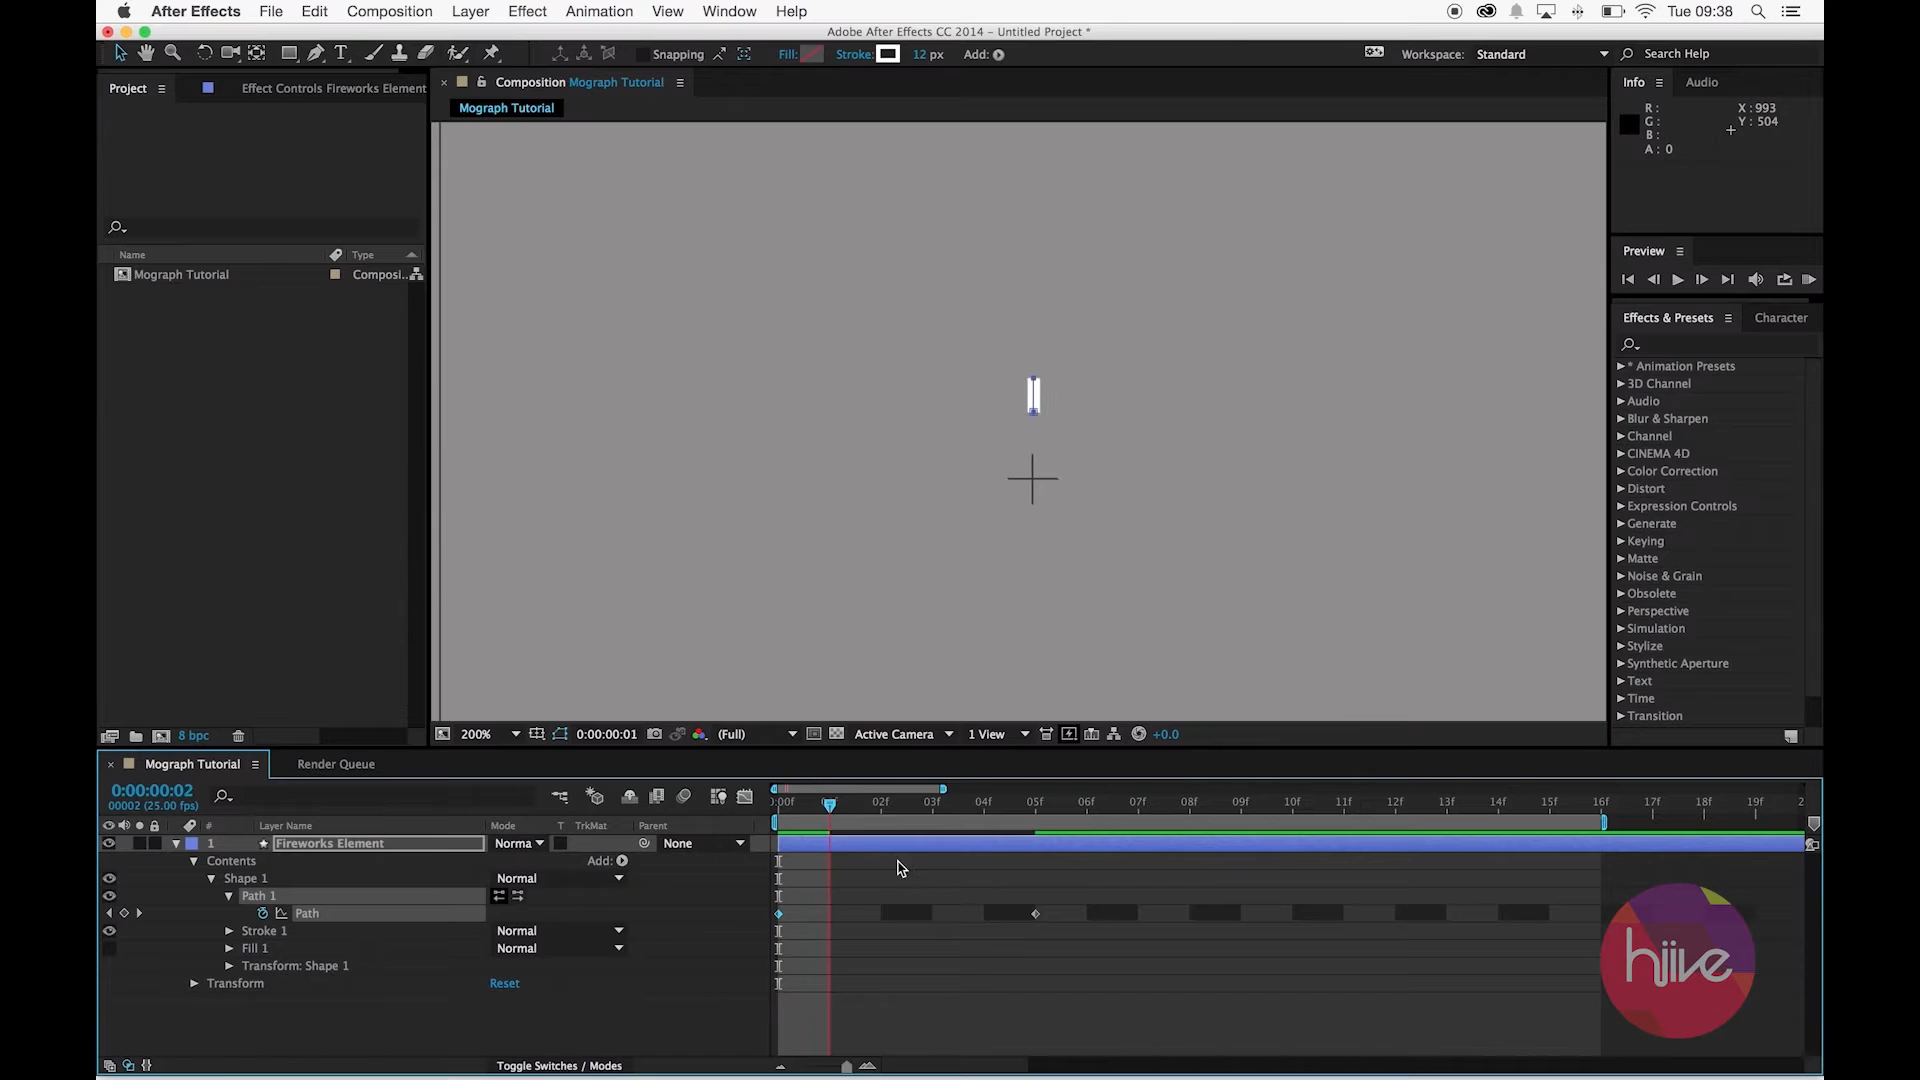 After Effects File Edit Composition Layer Effect Animation View Window Help Tue 09:38
Adobe After Effects CC 2014 – Untitled Project *
Snapping Fill: Stroke: 12 px Add: Workspace: Standard Search Help
Project Effect Controls Fireworks Element
Composition Mograph Tutorial
Mograph Tutorial
Info Audio
R: X: 993
G: Y: 504
B:
A: 0
Preview
Effects & Presets Character
* Animation Presets
3D Channel
Audio
Blur & Sharpen
Channel
CINEMA 4D
Color Correction
Distort
Expression Controls
Generate
Keying
Matte
Noise & Grain
Obsolete
Perspective
Simulation
Stylize
Synthetic Aperture
Text
Time
Transition
Name Type
Mograph Tutorial Composi..
8 bpc
200% 0:00:00:01 (Full) Active Camera 1 View +0.0
Mograph Tutorial Render Queue
0:00:00:02
00002 (25.00 fps)
:00f 02f 03f 04f 05f 06f 07f 08f 09f 10f 11f 12f 13f 14f 15f 16f 17f 18f 19f 2
# Layer Name Mode T TrkMat Parent
1 Fireworks Element Norma None
Contents Add:
Shape 1 Normal
Path 1
Path
Stroke 1 Normal
Fill 1 Normal
Transform: Shape 1
Transform Reset
Toggle Switches / Modes
hjive